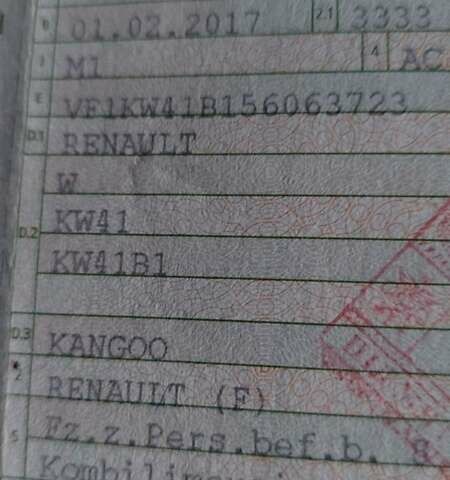 B 01.02.2017 2.1 3333
J M1 4 AC
E VF1KW41B156063723
D.1 RENAULT
W
D.2 KW41
KW41B1
D.3 KANGOO
2 RENAULT (F)
5 Fz.z.Pers.bef.b. 8